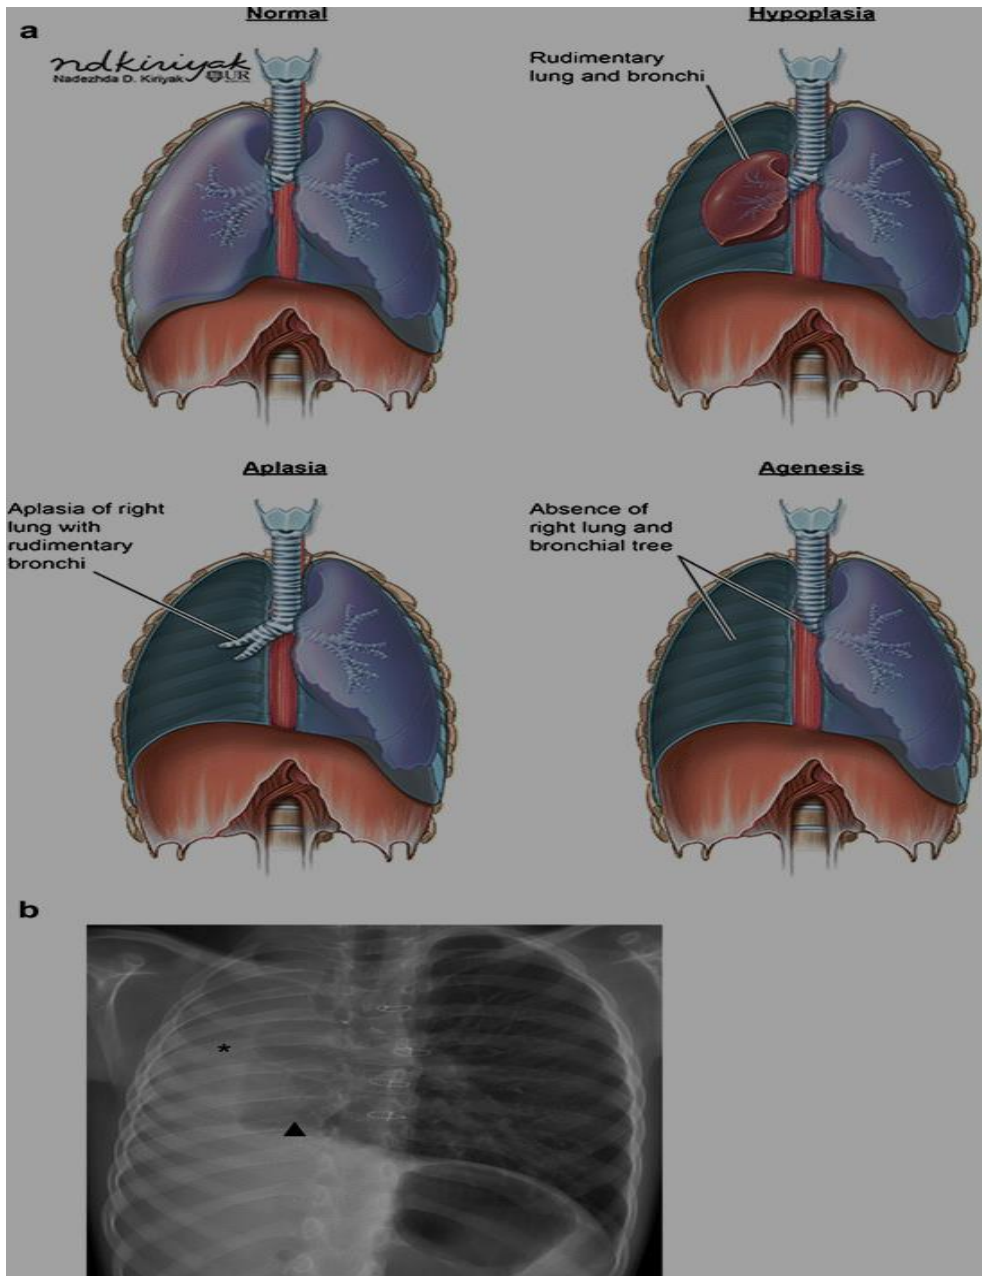 Normal
Hypoplasia
a
ndkiriyak
Nadezhda D. Kiriyak
UR
Rudimentary
lung and bronchi
Aplasia
Agenesis
Aplasia of right
lung with
rudimentary
bronchi
Absence of
right lung and
bronchial tree
b
*